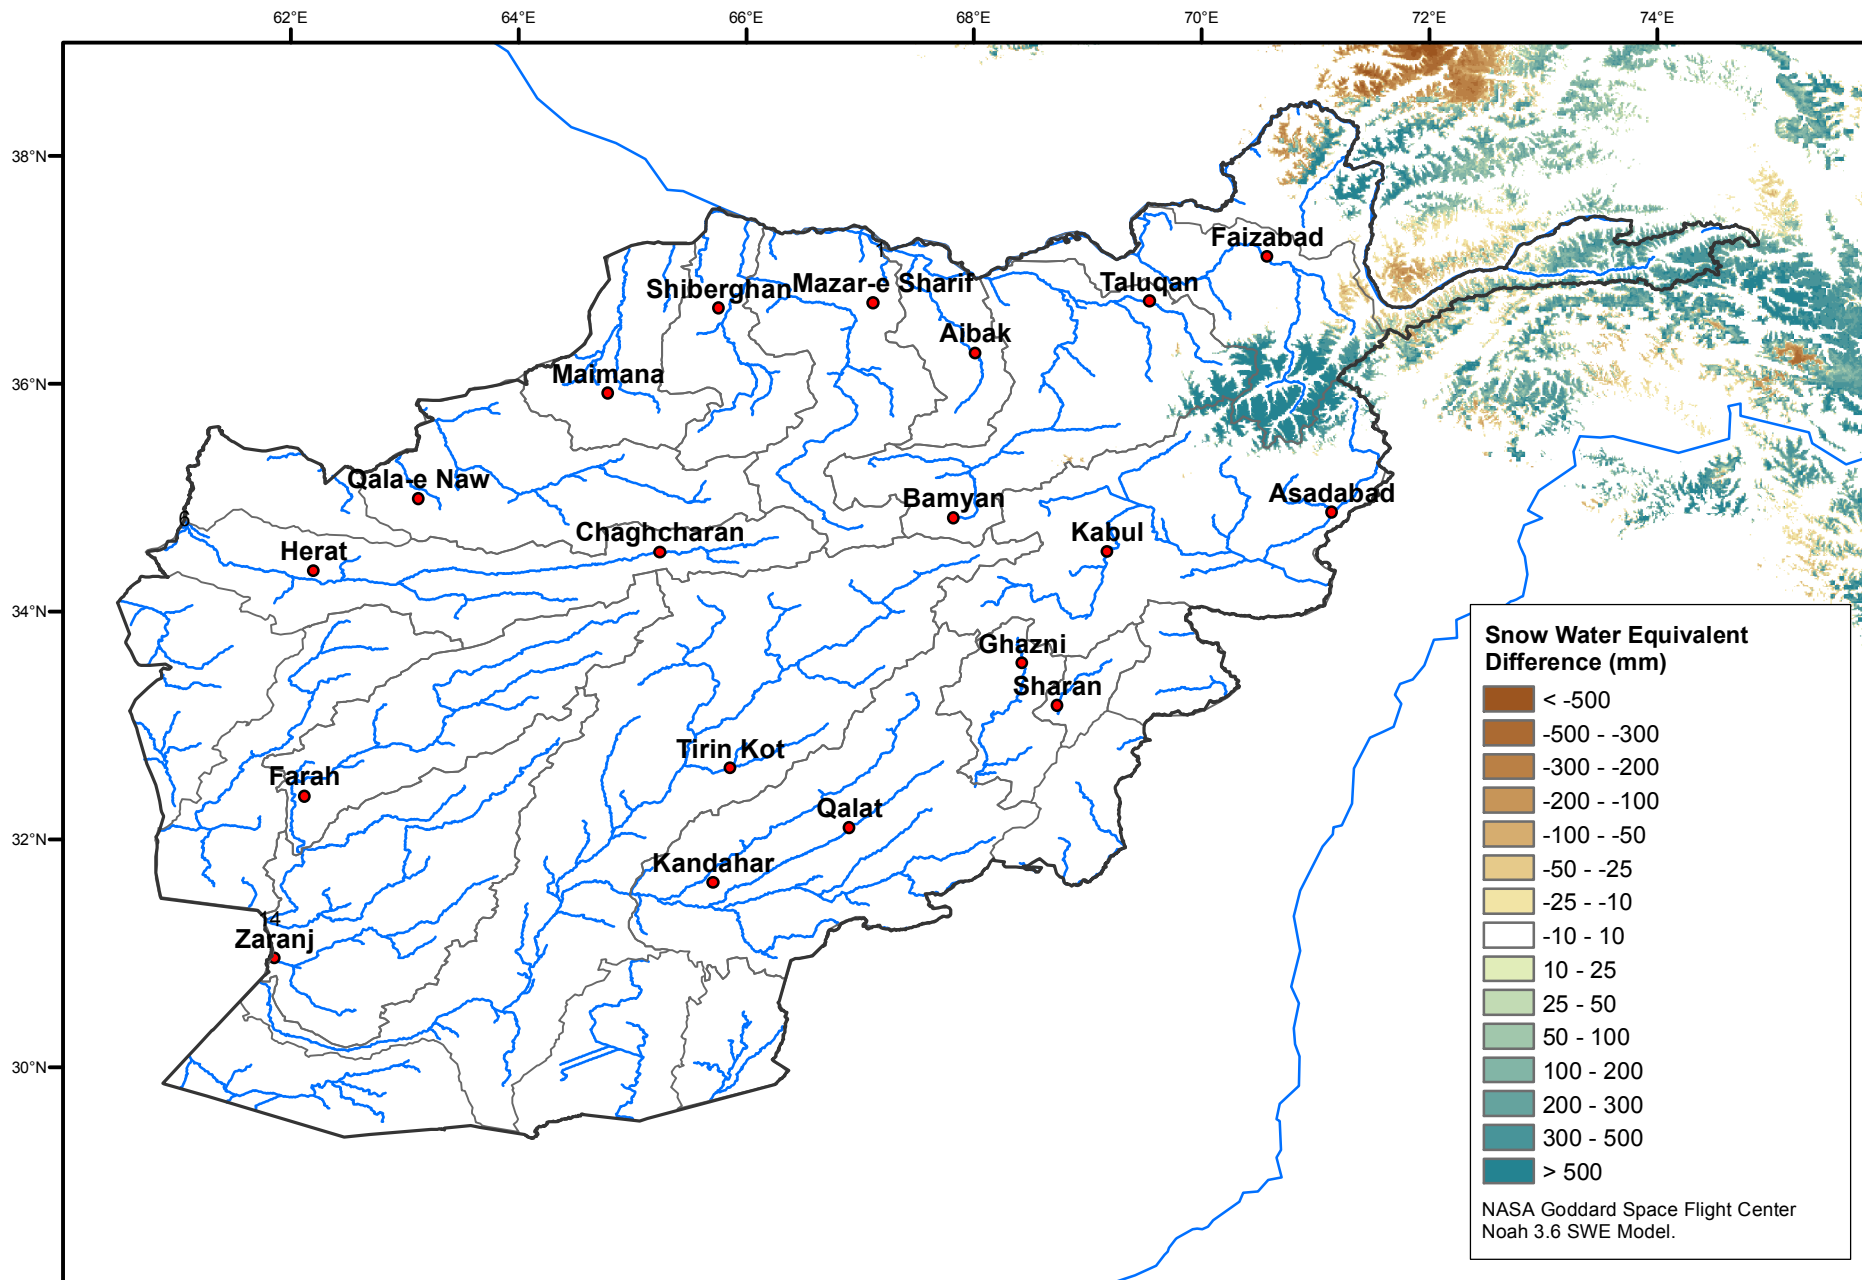 62°E 64°E 66°E 68°E 70°E 72°E 74°E
38°N
36°N
34°N
32°N
30°N
Faizabad
Shiberghan
Mazar-e Sharif
Taluqan
Aibak
Maimana
Qala-e Naw
Bamyan
Asadabad
6
Chaghcharan
Kabul
Herat
Ghazni
Sharan
Tirin Kot
Farah
Qalat
Kandahar
14
Zaranj
Snow Water Equivalent
Difference (mm)
< -500
-500 - -300
-300 - -200
-200 - -100
-100 - -50
-50 - -25
-25 - -10
-10 - 10
10 - 25
25 - 50
50 - 100
100 - 200
200 - 300
300 - 500
> 500
NASA Goddard Space Flight Center
Noah 3.6 SWE Model.